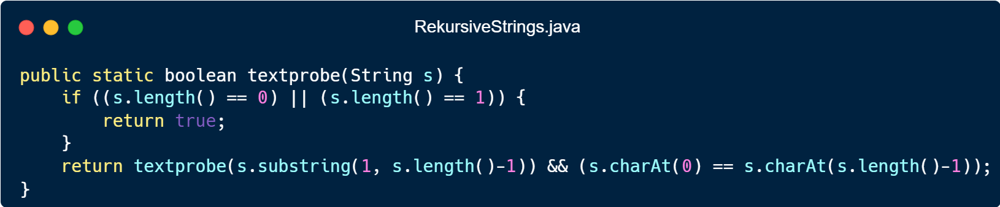 RekursiveStrings.java
public static boolean textprobe(String s) {
    if ((s.length() == 0) || (s.length() == 1)) {
        return true;
    }
    return textprobe(s.substring(1, s.length()-1)) && (s.charAt(0) == s.charAt(s.length()-1));
}